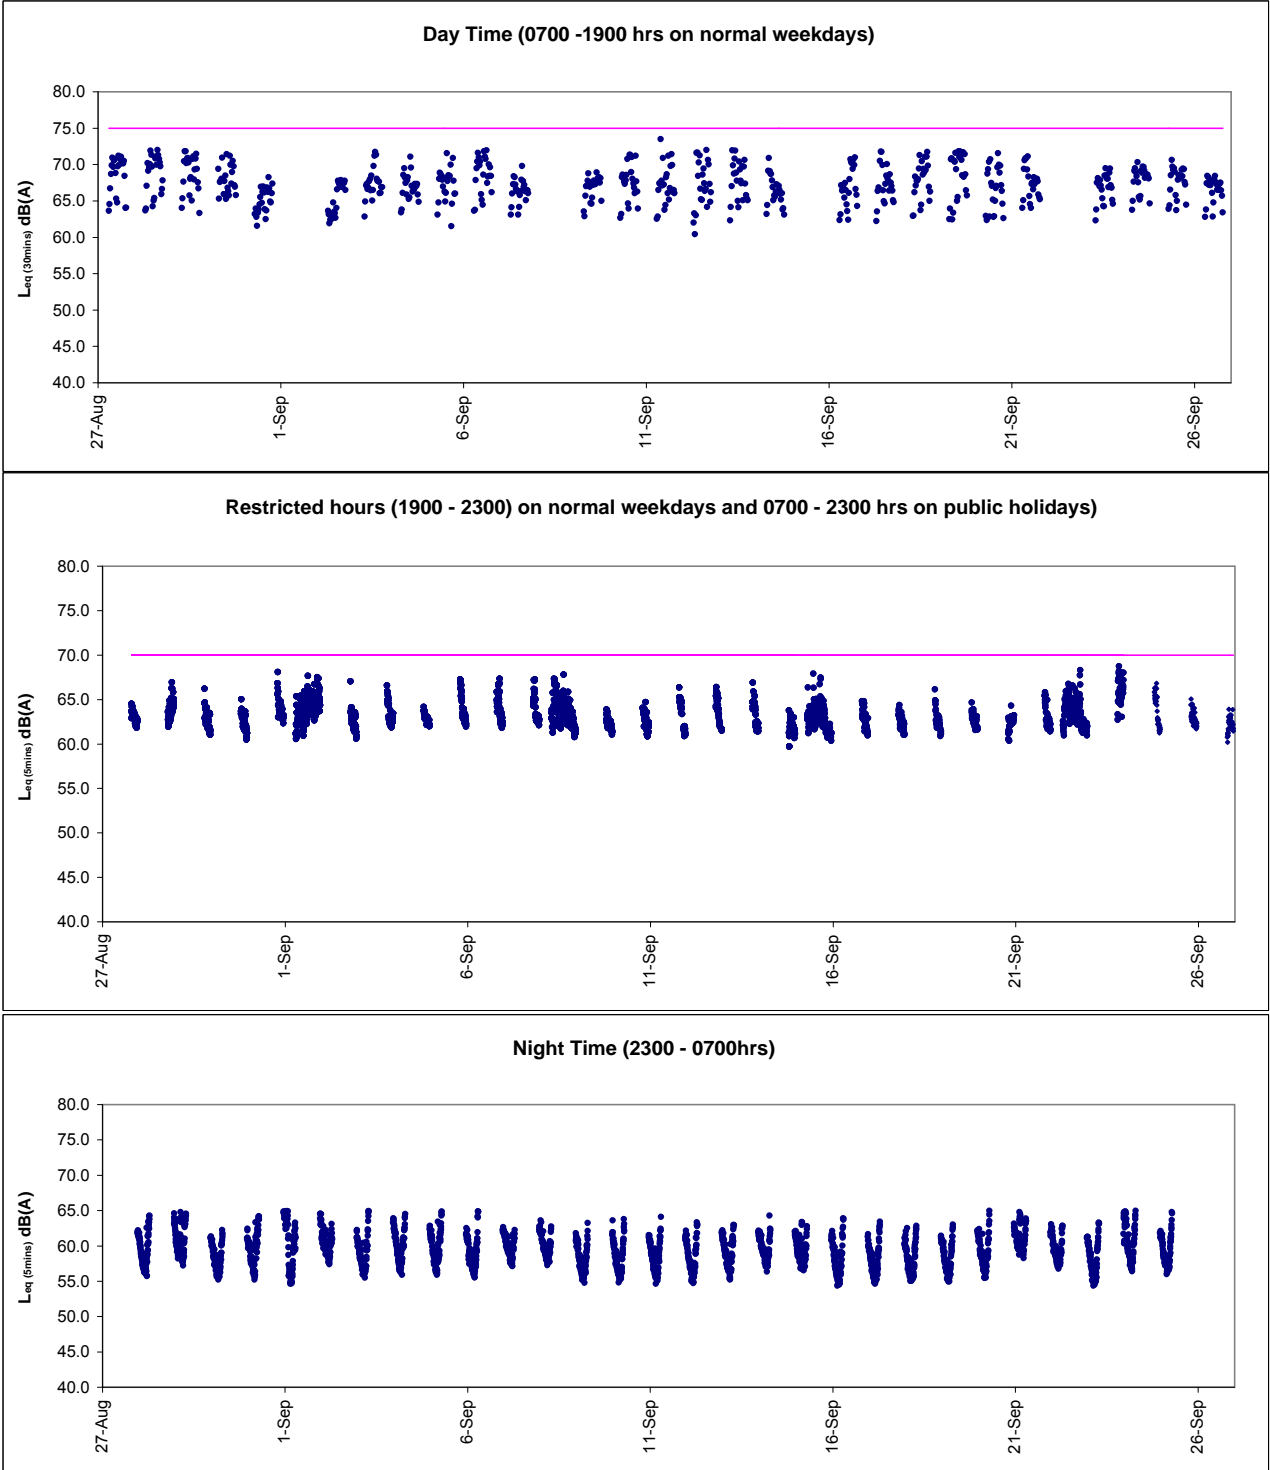 Day Time (0700 -1900 hrs on normal weekdays)
80.0
75.0
70.0
65.0
60.0
55.0
50.0
45.0
40.0
Leq (30mins) dB(A)
27-Aug
1-Sep
6-Sep
11-Sep
16-Sep
21-Sep
26-Sep
Restricted hours (1900 - 2300) on normal weekdays and 0700 - 2300 hrs on public holidays)
80.0
75.0
70.0
65.0
60.0
55.0
50.0
45.0
40.0
Leq (5mins) dB(A)
27-Aug
1-Sep
6-Sep
11-Sep
16-Sep
21-Sep
26-Sep
Night Time (2300 - 0700hrs)
80.0
75.0
70.0
65.0
60.0
55.0
50.0
45.0
40.0
Leq (5mins) dB(A)
27-Aug
1-Sep
6-Sep
11-Sep
16-Sep
21-Sep
26-Sep